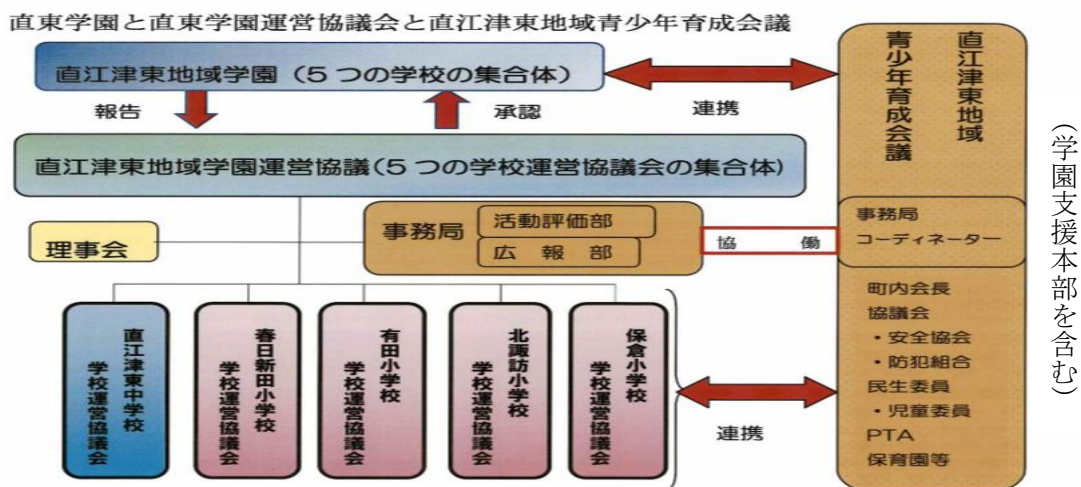 直東学園と直東学園運営協議会と直江津東地域青少年育成会議
直江津東地域学園（５つの学校の集合体）
報告
承認
連携
直江津東地域学園運営協議(５つの学校運営協議会の集合体)
理事会
事務局
活動評価部
広報部
協働
直江津東中学校
学校運営協議会
春日新田小学校
学校運営協議会
有田小学校
学校運営協議会
北諏訪小学校
学校運営協議会
保倉小学校
学校運営協議会
連携
直江津東地域
青少年育成会議
事務局
コーディネーター
町内会長
協議会
・安全協会
・防犯組合
民生委員
・児童委員
PTA
保育園等
（学園支援本部を含む）